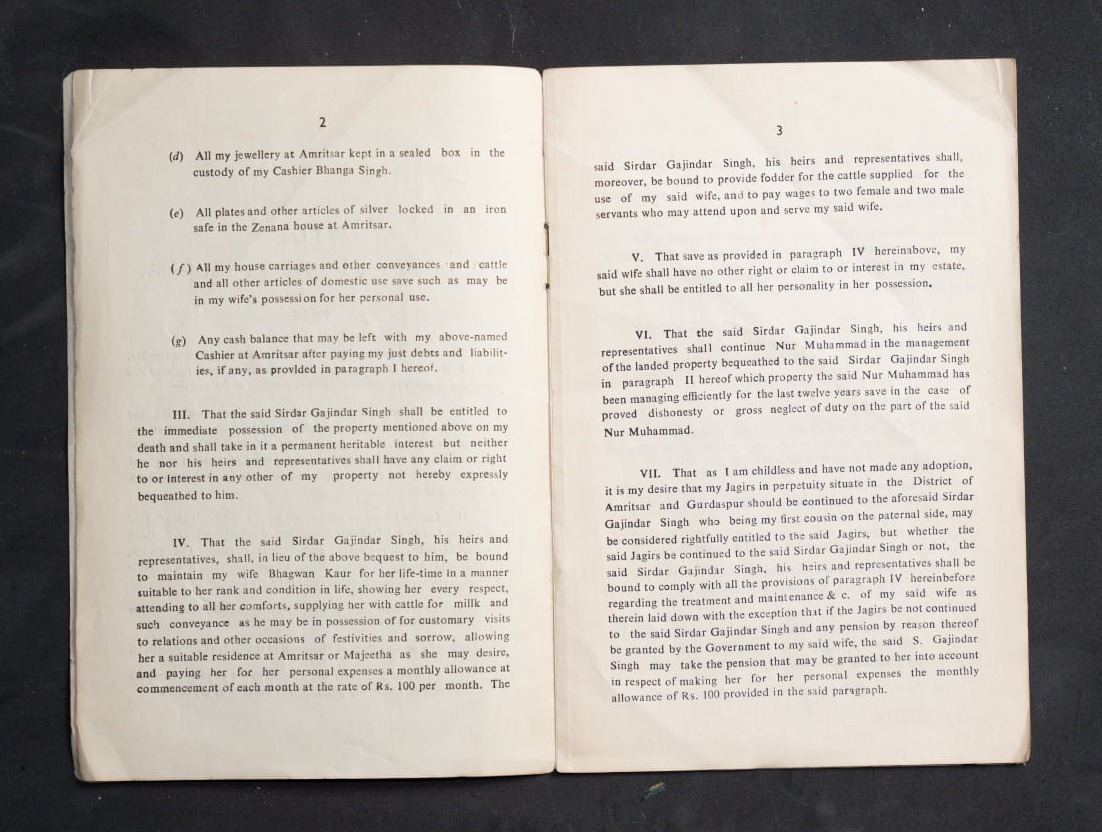 2
(d) All my jewellery at Amritsar kept in a sealed box in the
custody of my Cashier Bhanga Singh.
(e) All plates and other articles of silver locked in an iron
safe in the Zenana house at Amritsar.
(f) All my house carriages and other conveyances and cattle
and all other articles of domestic use save such as may be
in my wife's possession for her personal use.
(g) Any cash balance that may be left with my above-named
Cashier at Amritsar after paying my just debts and liabilit-
ies, if any, as provided in paragraph I hereof.
III. That the said Sirdar Gajindar Singh shall be entitled to
the immediate possession of the property mentioned above on my
death and shall take in it a permanent heritable interest but neither
he nor his heirs and representatives shall have any claim or right
to or interest in any other of my property not hereby expressly
bequeathed to him.
IV. That the said Sirdar Gajindar Singh, his heirs and
representatives, shall, in lieu of the above bequest to him, be bound
to maintain my wife Bhagwan Kaur for her life-time in a manner
suitable to her rank and condition in life, showing her every respect,
attending to all her comforts, supplying her with cattle for millk and
such conveyance as he may be in possession of for customary visits
to relations and other occasions of festivities and sorrow, allowing
her a suitable residence at Amritsar or Majeetha as she may desire,
and paying her for her personal expenses a monthly allowance at
commencement of each month at the rate of Rs. 100 per month. The
3
said Sirdar Gajindar Singh, his heirs and representatives shall,
moreover, be bound to provide fodder for the cattle supplied for the
use of my said wife, and to pay wages to two female and two male
servants who may attend upon and serve my said wife.
V. That save as provided in paragraph IV hereinabove, my
said wife shall have no other right or claim to or interest in my estate,
but she shall be entitled to all her personality in her possession.
VI. That the said Sirdar Gajindar Singh, his heirs and
representatives shall continue Nur Muhammad in the management
of the landed property bequeathed to the said Sirdar Gajindar Singh
in paragraph II hereof which property the said Nur Muhammad has
been managing efficiently for the last twelve years save in the case of
proved dishonesty or gross neglect of duty on the part of the said
Nur Muhammad.
VII. That as I am childless and have not made any adoption,
it is my desire that my Jagirs in perpetuity situate in the District of
Amritsar and Gurdaspur should be continued to the aforesaid Sirdar
Gajindar Singh who being my first cousin on the paternal side, may
be considered rightfully entitled to the said Jagirs, but whether the
said Jagirs be continued to the said Sirdar Gajindar Singh or not, the
said Sirdar Gajindar Singh, his heirs and representatives shall be
bound to comply with all the provisions of paragraph IV hereinbefore
regarding the treatment and maintenance & c. of my said wife as
therein laid down with the exception that if the Jagirs be not continued
to the said Sirdar Gajindar Singh and any pension by reason thereof
be granted by the Government to my said wife, the said S. Gajindar
Singh may take the pension that may be granted to her into account
in respect of making her for her personal expenses the monthly
allowance of Rs. 100 provided in the said paragraph.